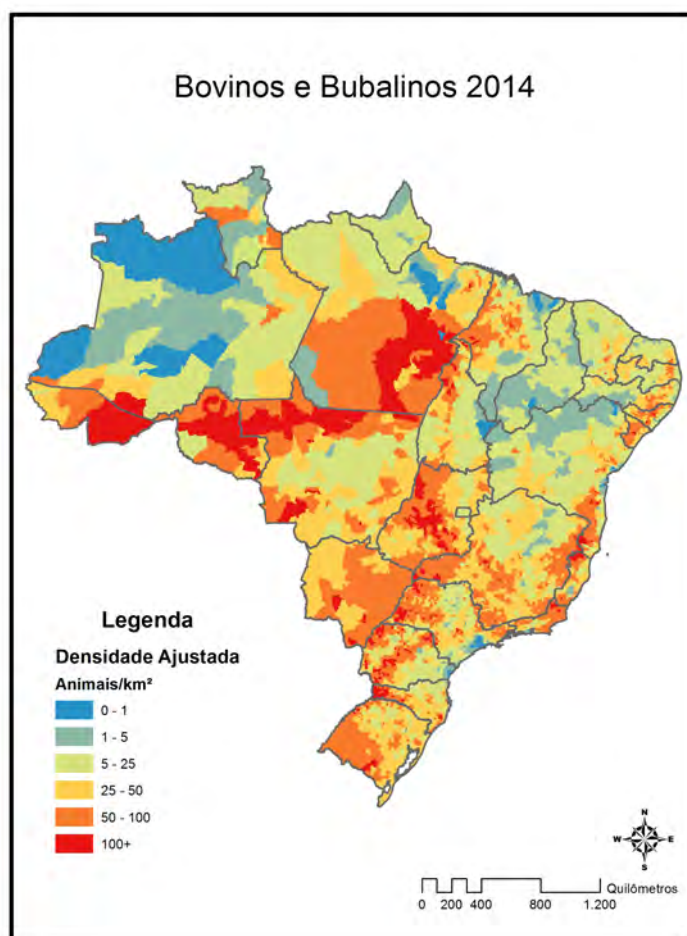 Bovinos e Bubalinos 2014
Legenda
Densidade Ajustada
Animais/km²
0 - 1
1 - 5
5 - 25
25 - 50
50 - 100
100+
N
W E
S
Quilômetros
0 200 400 800 1.200